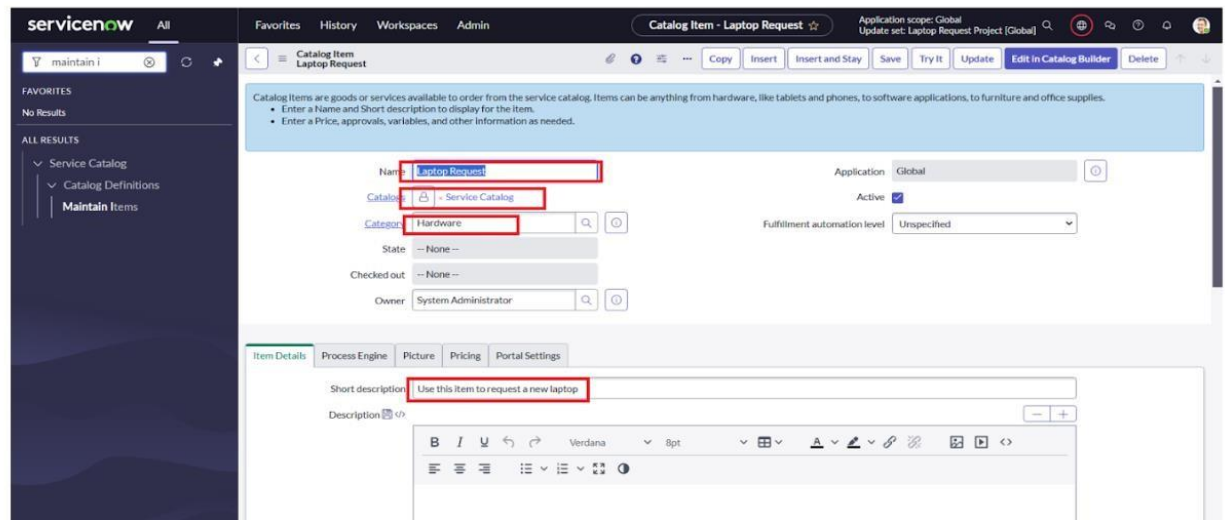 servicenow All Favorites History Workspaces Admin Catalog Item - Laptop Request Application scope: Global
Update set: Laptop Request Project [Global]
maintain i
FAVORITES
No Results
ALL RESULTS
Service Catalog
Catalog Definitions
Maintain Items
Catalog Item
Laptop Request
Copy Insert Insert and Stay Save Try It Update Edit in Catalog Builder Delete
Catalog Items are goods or services available to order from the service catalog. Items can be anything from hardware, like tablets and phones, to software applications, to furniture and office supplies.
• Enter a Name and Short description to display for the item.
• Enter a Price, approvals, variables, and other information as needed.
Name Laptop Request Application Global
Catalogs Service Catalog Active
Category Hardware Fulfillment automation level Unspecified
State -- None --
Checked out -- None --
Owner System Administrator
Item Details Process Engine Picture Pricing Portal Settings
Short description Use this item to request a new laptop
Description
B I U Verdana 8pt A